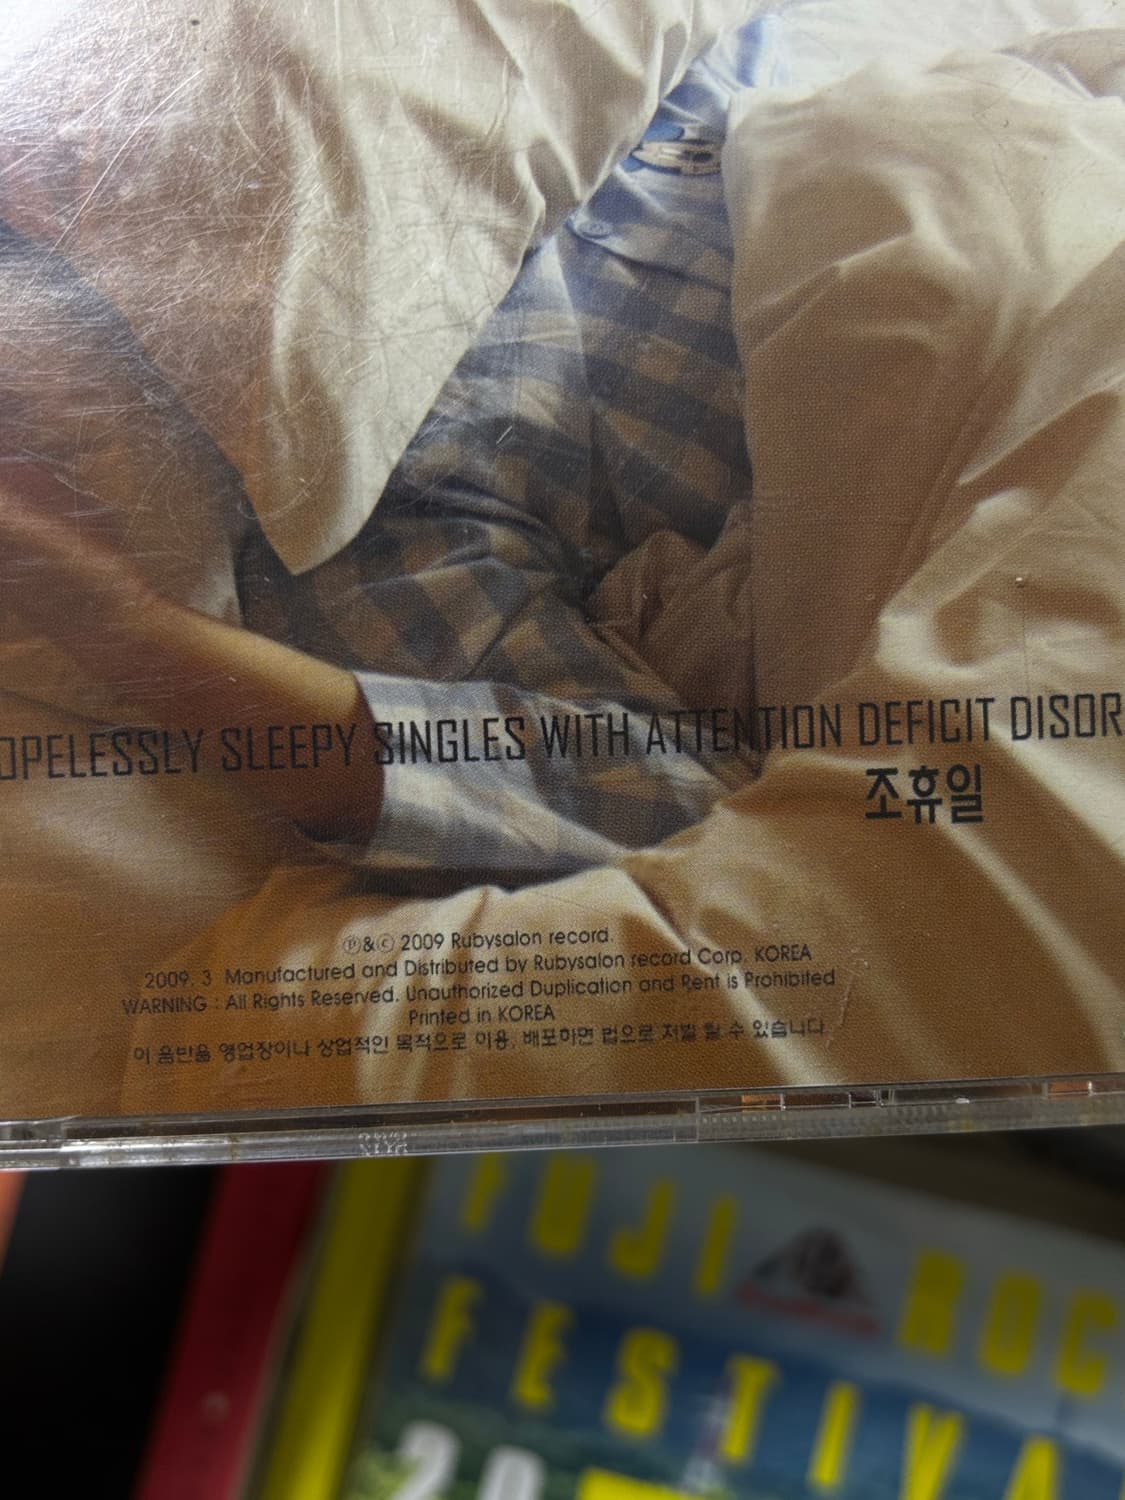 OPELESSLY SLEEPY SINGLES WITH ATTENTION DEFICIT DISOR
조휴일
Ⓟ&ⓒ 2009 Rubysalon record.
2009. 3 Manufactured and Distributed by Rubysalon record Corp. KOREA
WARNING : All Rights Reserved. Unauthorized Duplication and Rent is Prohibited
Printed in KOREA
이 음반을 영업장이나 상업적인 목적으로 이용, 배포하면 법으로 저벌 될 수 있습니다.
FUJI ROC
FESTIVA
20